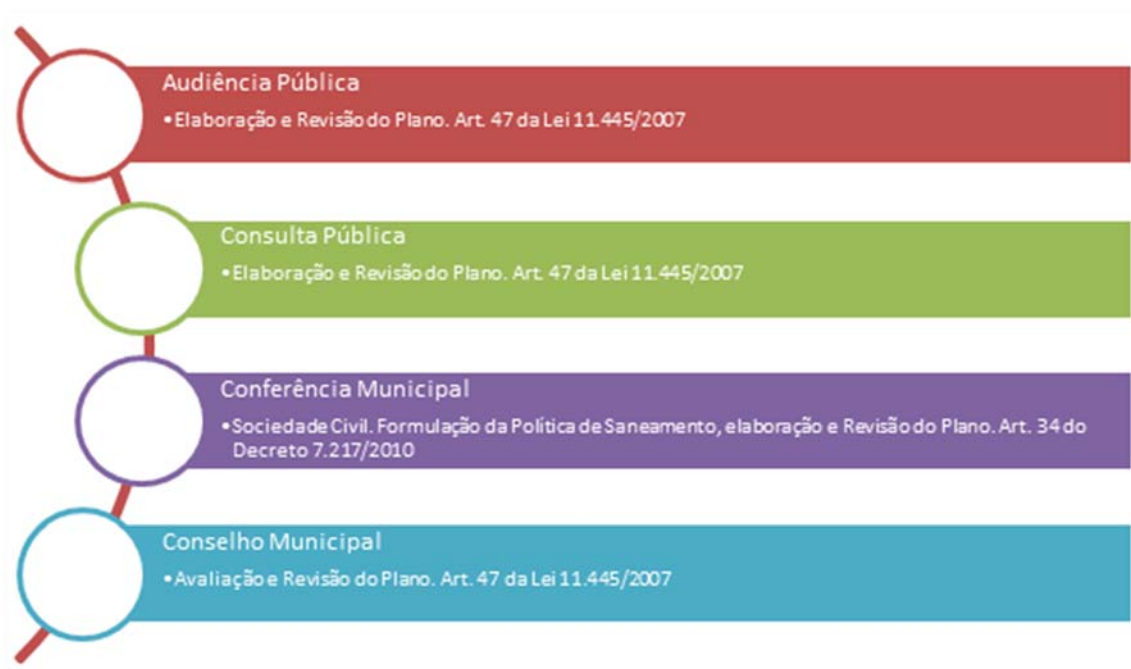 Audiência Pública
•Elaboração e Revisão do Plano. Art. 47 da Lei 11.445/2007
Consulta Pública
•Elaboração e Revisão do Plano. Art. 47 da Lei 11.445/2007
Conferência Municipal
•Sociedade Civil. Formulação da Política de Saneamento, elaboração e Revisão do Plano. Art. 34 do
Decreto 7.217/2010
Conselho Municipal
•Avaliação e Revisão do Plano. Art. 47 da Lei 11.445/2007